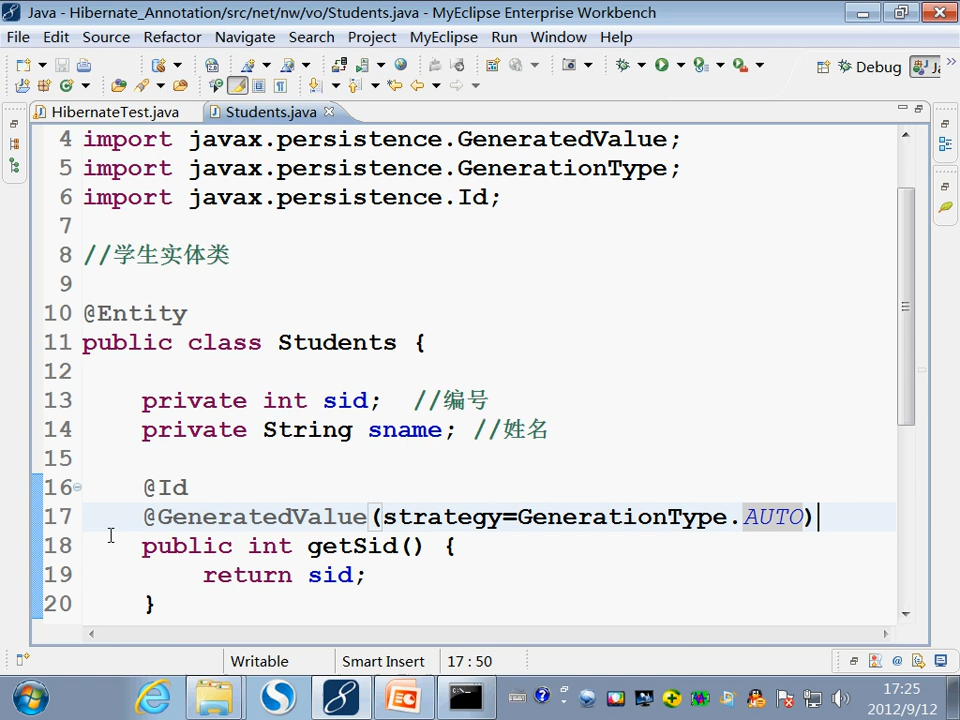 Java - Hibernate_Annotation/src/net/nw/vo/Students.java - MyEclipse Enterprise Workbench
File Edit Source Refactor Navigate Search Project MyEclipse Run Window Help
Debug
HibernateTest.java Students.java
4 import javax.persistence.GeneratedValue;
5 import javax.persistence.GenerationType;
6 import javax.persistence.Id;
7
8 //学生实体类
9
10 @Entity
11 public class Students {
12
13 private int sid; //编号
14 private String sname; //姓名
15
16 @Id
17 @GeneratedValue(strategy=GenerationType.AUTO)
18 public int getSid() {
19 return sid;
20 }
Writable Smart Insert 17 : 50
17:25
2012/9/12